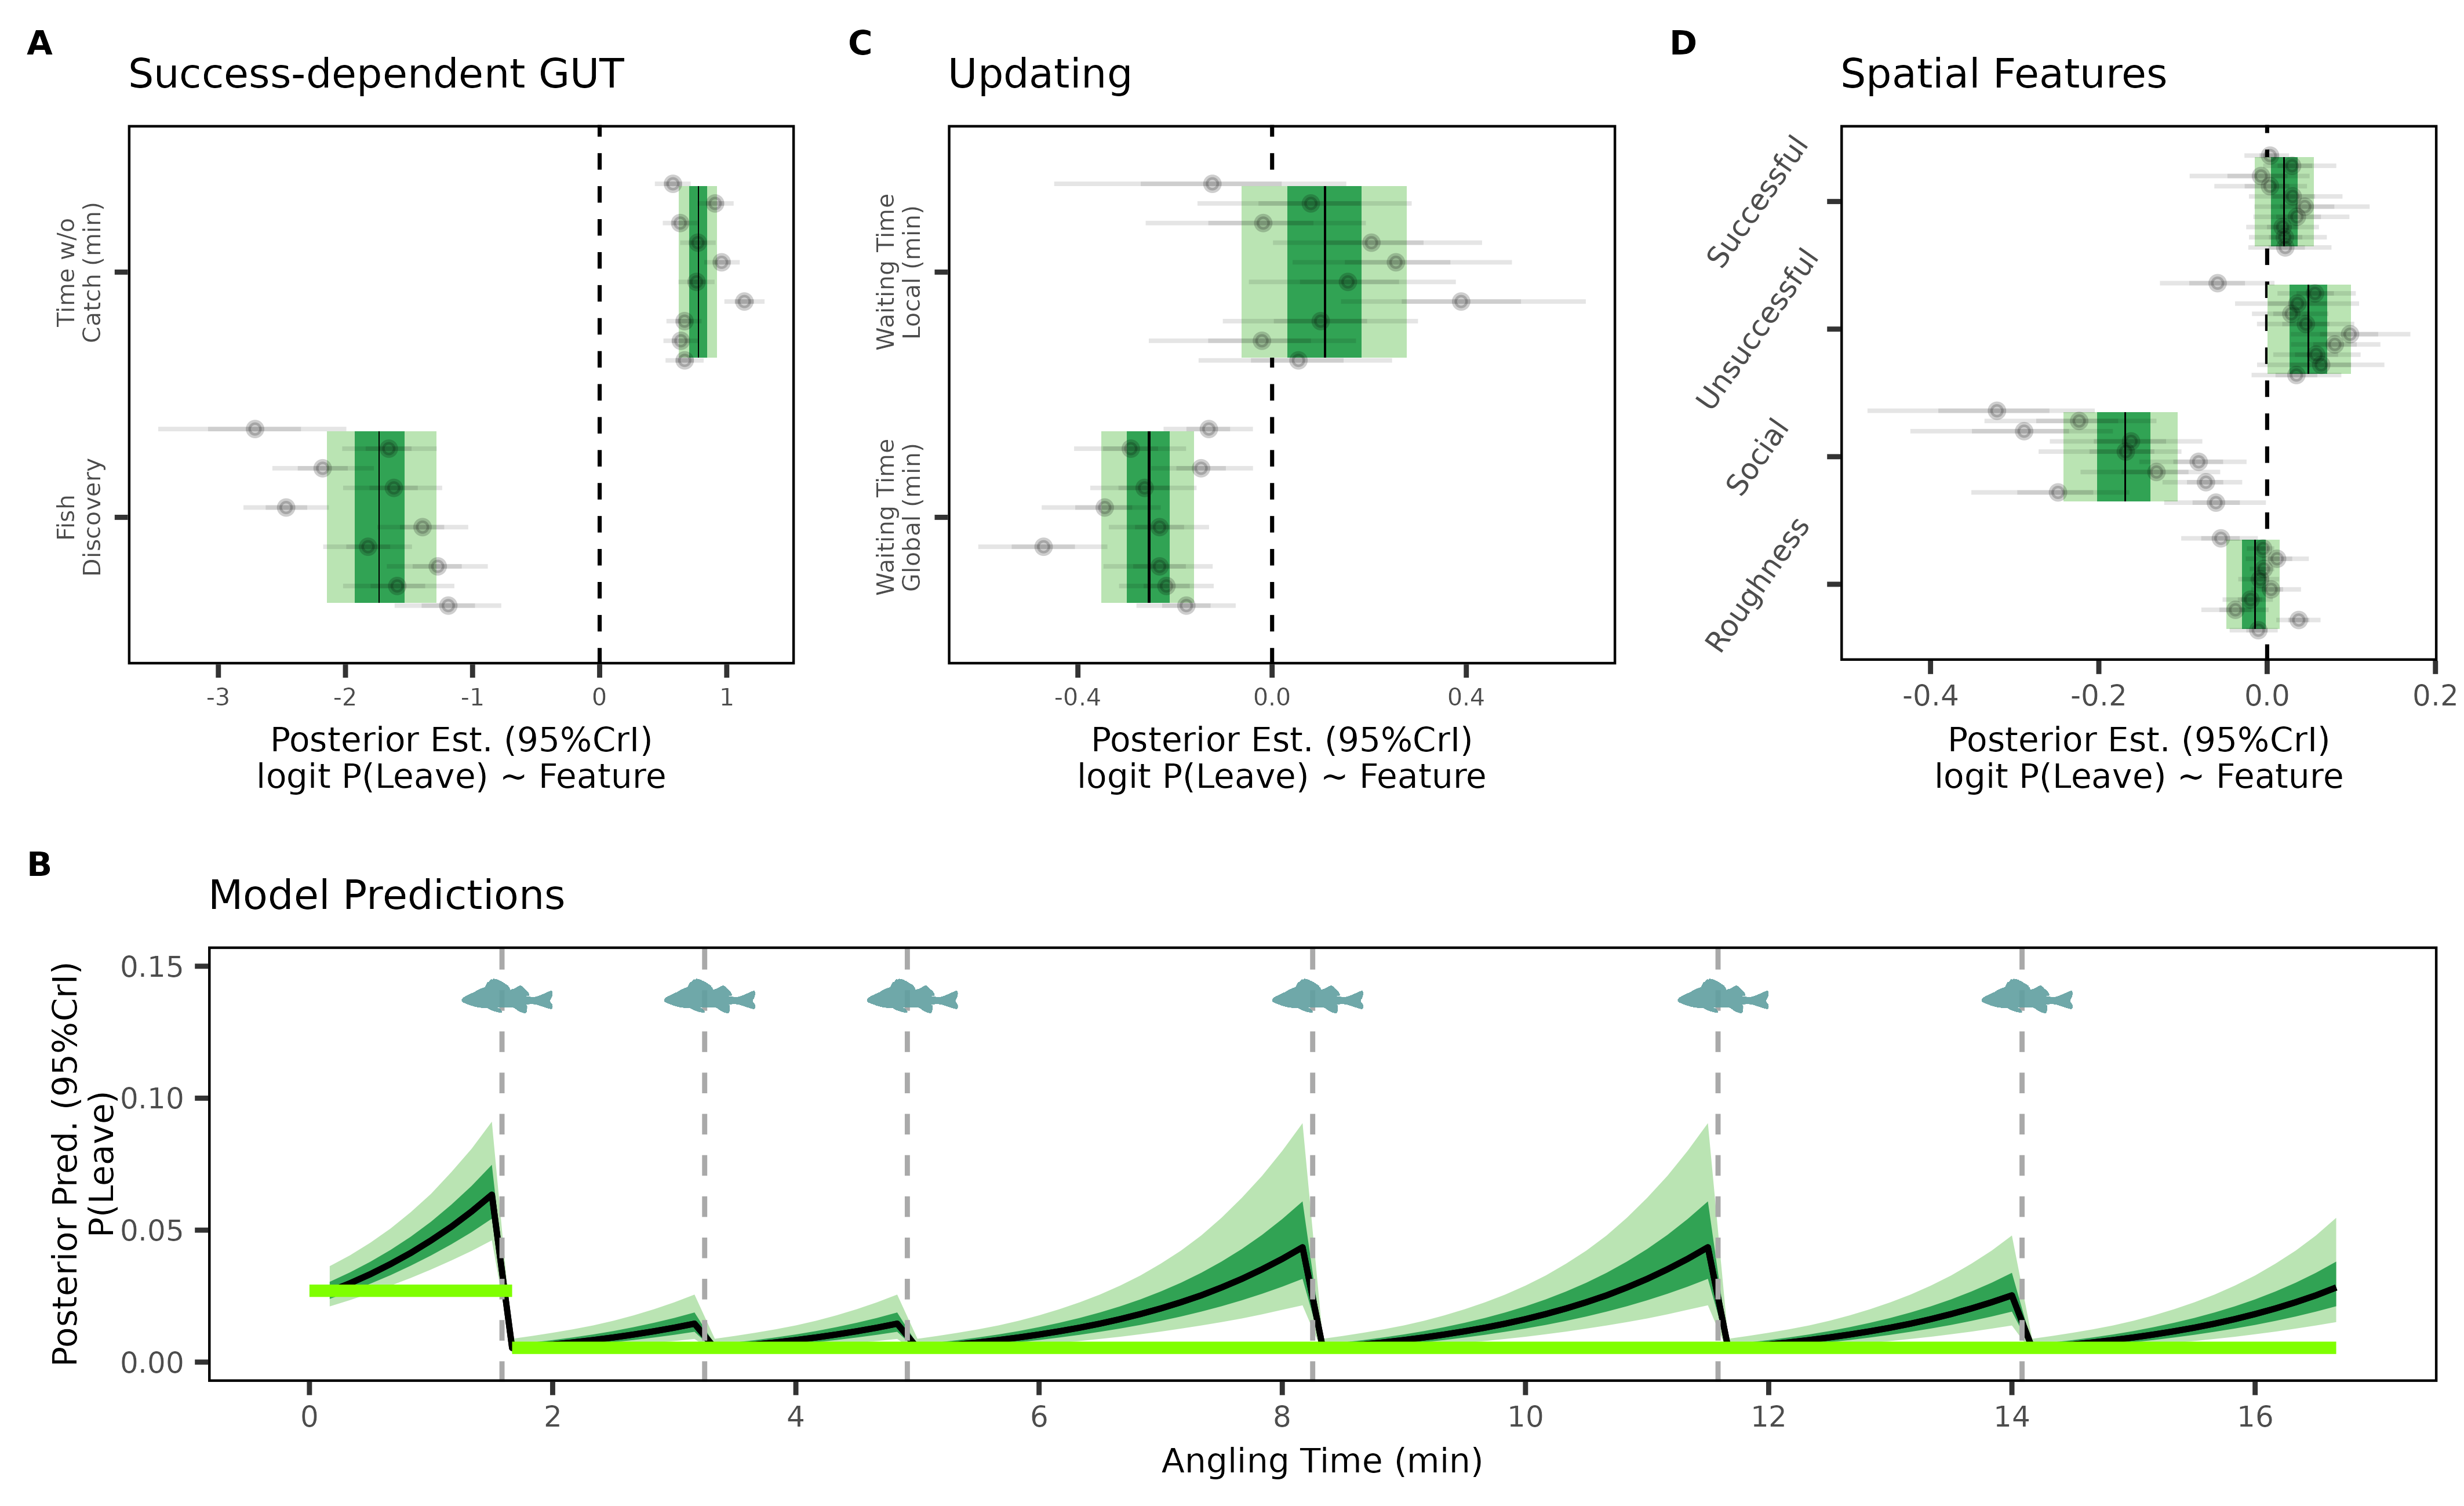 A
Success-dependent GUT
Time w/o
Catch (min)
Fish
Discovery
-3 -2 -1 0 1
Posterior Est. (95%CrI)
logit P(Leave) ~ Feature
C
Updating
Waiting Time
Local (min)
Waiting Time
Global (min)
-0.4 0.0 0.4
Posterior Est. (95%CrI)
logit P(Leave) ~ Feature
D
Spatial Features
Successful
Unsuccessful
Social
Roughness
-0.4 -0.2 0.0 0.2
Posterior Est. (95%CrI)
logit P(Leave) ~ Feature
B
Model Predictions
Posterior Pred. (95%CrI)
P(Leave)
0.15
0.10
0.05
0.00
0 2 4 6 8 10 12 14 16
Angling Time (min)